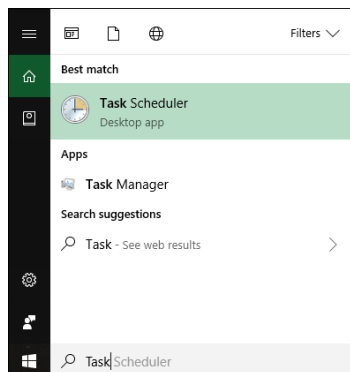 Filters
Best match
Task Scheduler
Desktop app
Apps
Task Manager
Search suggestions
Task - See web results
Task Scheduler